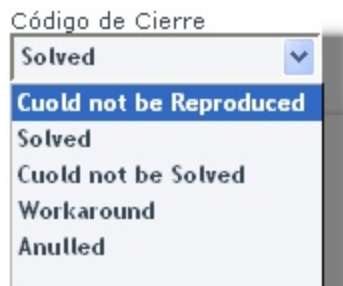 Código de Cierre
Solved
Cuold not be Reproduced
Solved
Cuold not be Solved
Workaround
Anulled